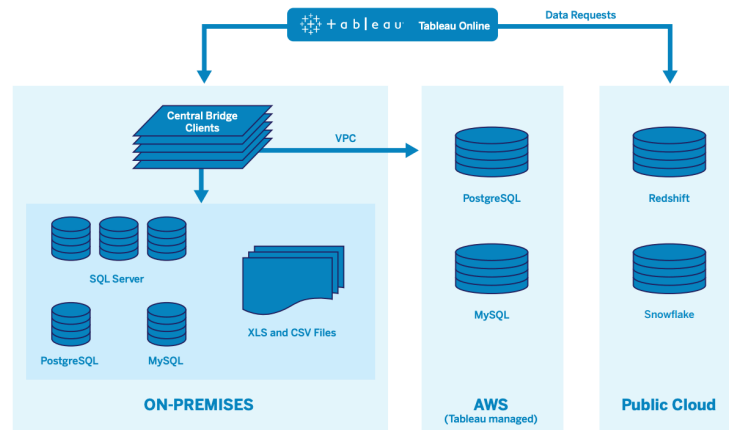 + a b | e a u Tableau Online
Data Requests
Central Bridge
Clients
VPC
SQL Server
PostgreSQL
MySQL
XLS and CSV Files
ON-PREMISES
PostgreSQL
MySQL
AWS
(Tableau managed)
Redshift
Snowflake
Public Cloud